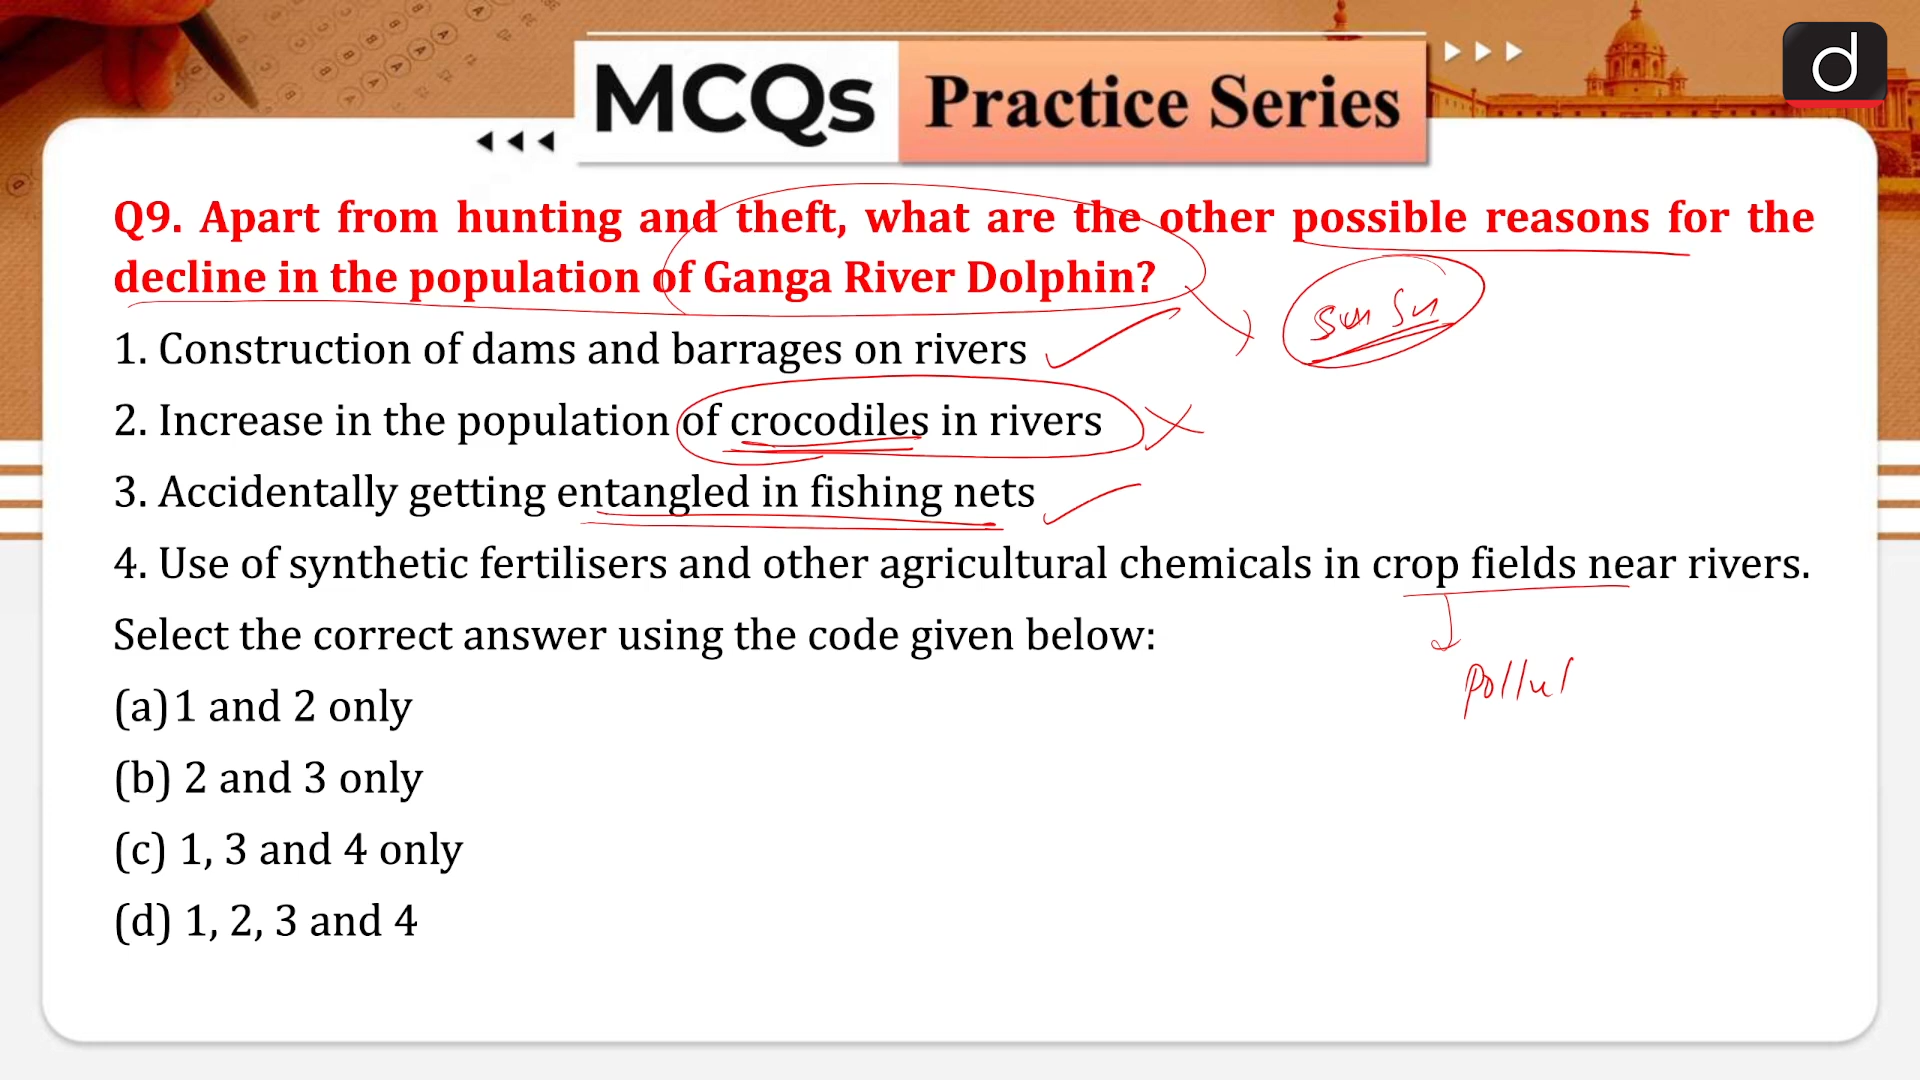 MCQs Practice Series
d
Q9. Apart from hunting and theft, what are the other possible reasons for the
decline in the population of Ganga River Dolphin?
Su Su
1. Construction of dams and barrages on rivers
2. Increase in the population of crocodiles in rivers
3. Accidentally getting entangled in fishing nets
4. Use of synthetic fertilisers and other agricultural chemicals in crop fields near rivers.
Select the correct answer using the code given below:
(a) 1 and 2 only
(b) 2 and 3 only
(c) 1, 3 and 4 only
(d) 1, 2, 3 and 4